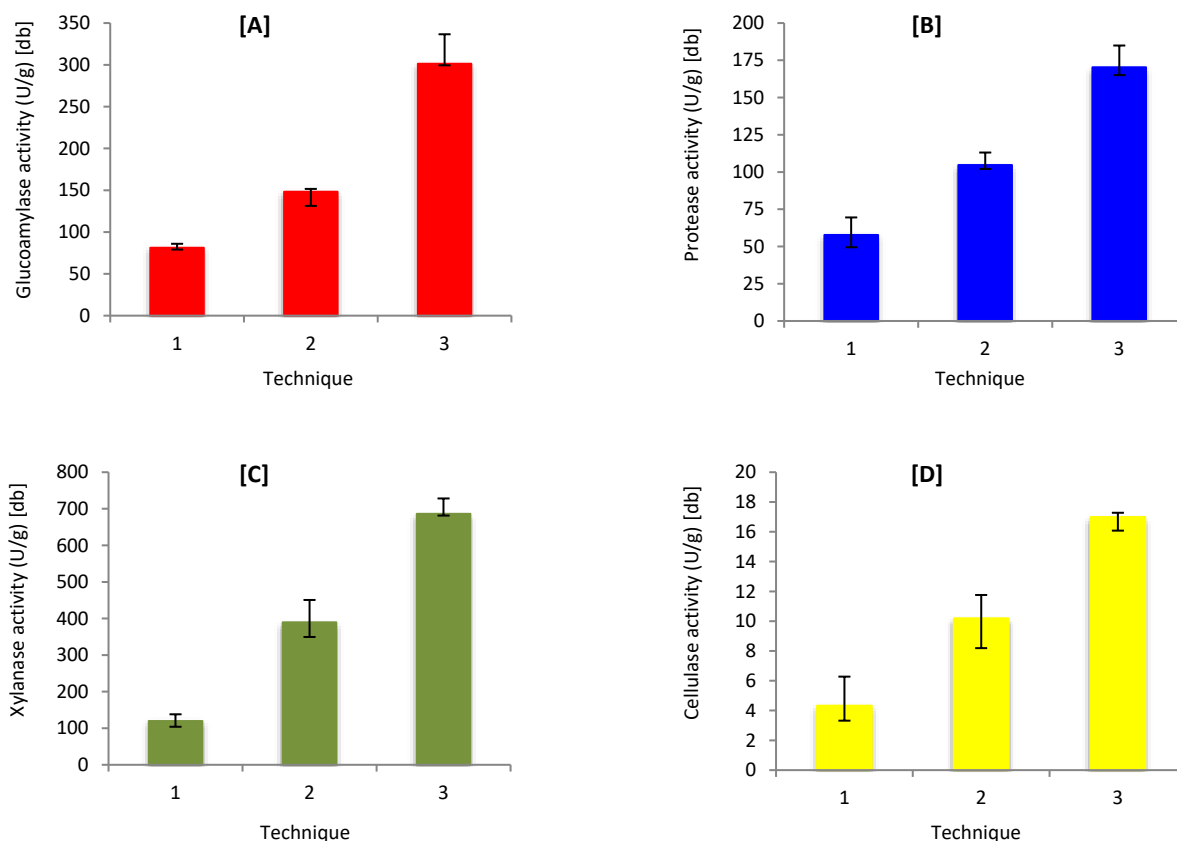 [A]
Glucoamylase activity (U/g) [db]
350
300
250
200
150
100
50
0
1 2 3
Technique
[B]
Protease activity (U/g) [db]
200
175
150
125
100
75
50
25
0
1 2 3
Technique
[C]
Xylanase activity (U/g) [db]
800
700
600
500
400
300
200
100
0
1 2 3
Technique
[D]
Cellulase activity (U/g) [db]
20
18
16
14
12
10
8
6
4
2
0
1 2 3
Technique